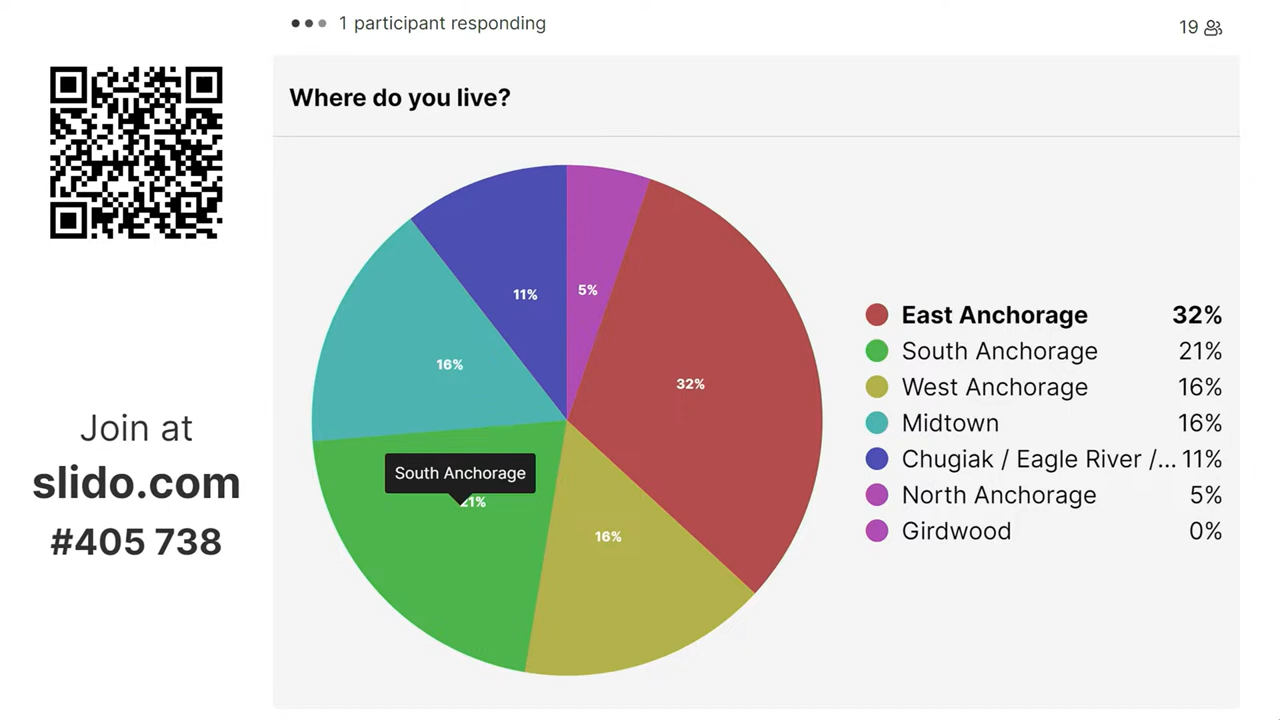 1 participant responding
19
Where do you live?
11%
5%
16%
32%
South Anchorage
21%
16%
East Anchorage 32%
South Anchorage 21%
West Anchorage 16%
Midtown 16%
Chugiak / Eagle River /... 11%
North Anchorage 5%
Girdwood 0%
Join at
slido.com
#405 738